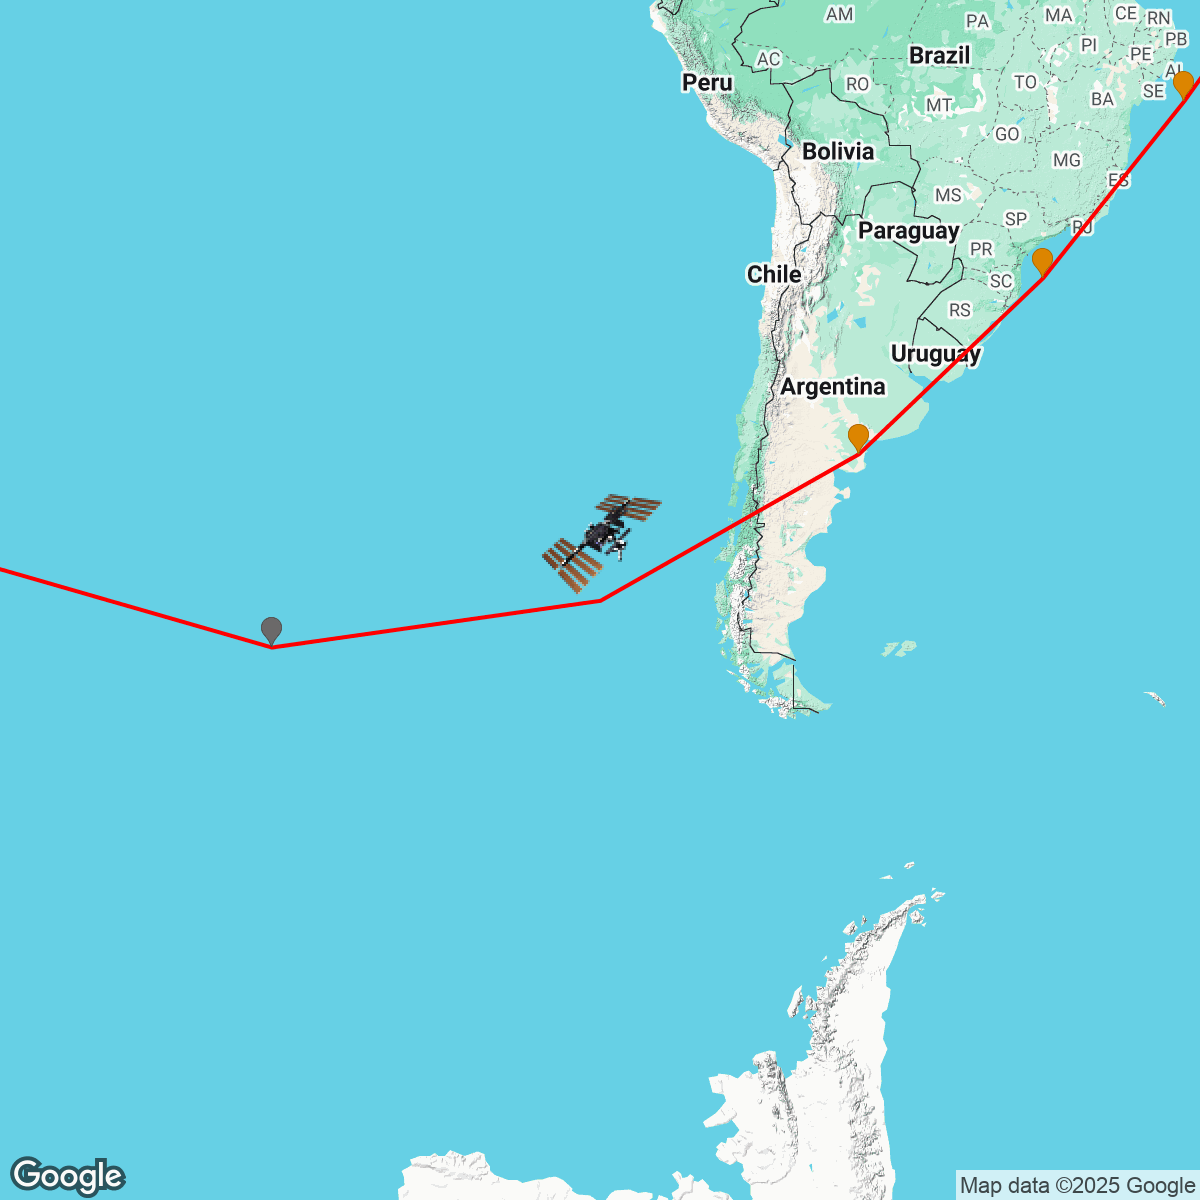 AM
PA
MA
CE
RN
PI
PB
PE
AC
RO
Brazil
TO
AL
Peru
MT
BA
SE
GO
Bolivia
MG
MS
ES
Paraguay
SP
RJ
PR
Chile
SC
RS
Uruguay
Argentina
Google
Map data ©2025 Google